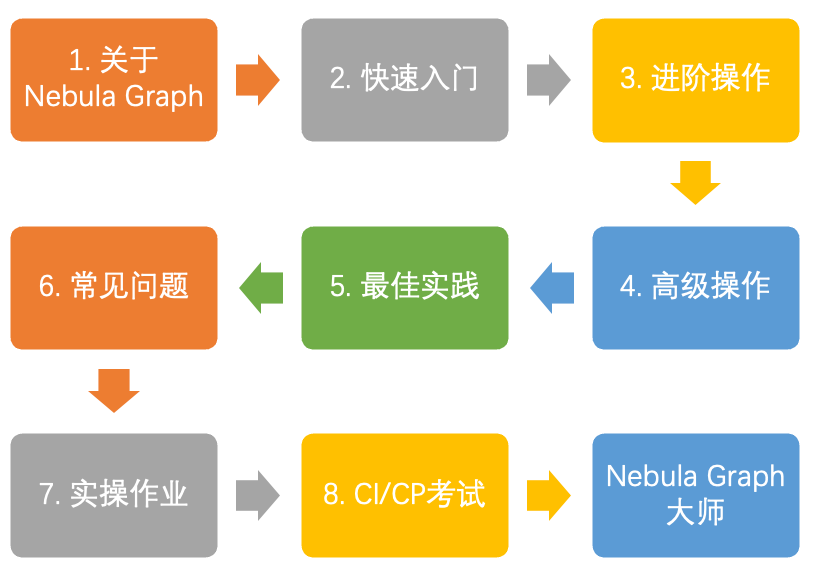 1. 关于
Nebula Graph
2. 快速入门
3. 进阶操作
4. 高级操作
5. 最佳实践
6. 常见问题
7. 实操作业
8. CI/CP考试
Nebula Graph
大师